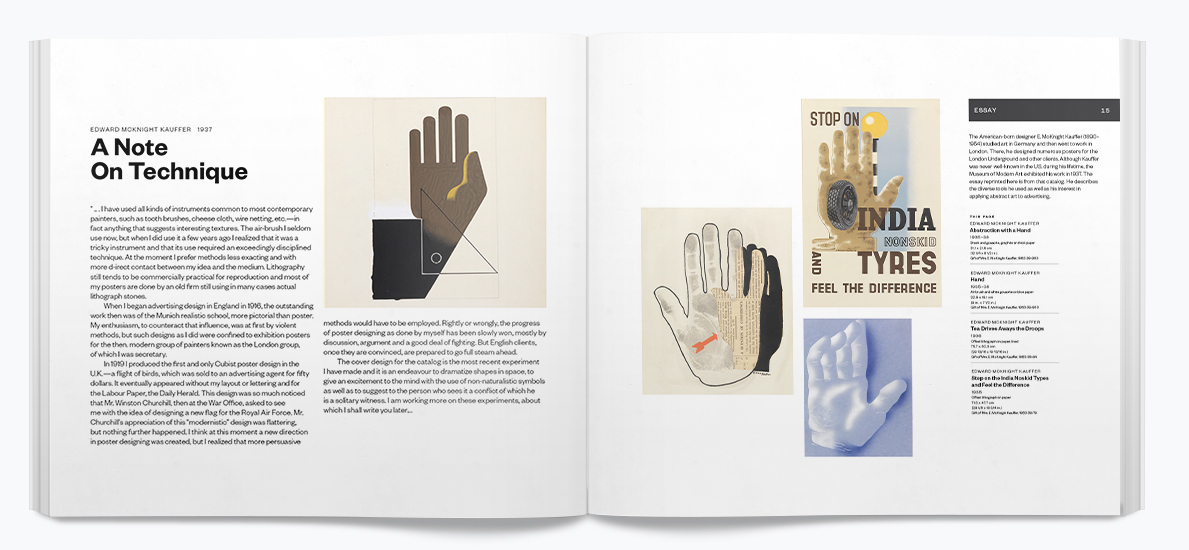 EDWARD MCKNIGHT KAUFFER 1937
A Note
On Technique
"... I have used all kinds of instruments common to most contemporary
painters, such as tooth brushes, cheese cloth, wire netting, etc.—in
fact anything that suggests interesting textures. The air-brush I seldom
use now, but when I did use it a few years ago I realized that it was a
tricky instrument and that its use required an exceedingly disciplined
technique. At the moment I prefer methods less exacting and with
more d-irect contact between my idea and the medium. Lithography
still tends to be commercially practical for reproduction and most of
my posters are done by an old firm still using in many cases actual
lithograph stones.
When I began advertising design in England in 1916, the outstanding
work then was of the Munich realist school, more pictorial than poster.
My enthusiasm, to counteract that influence, was at first by violent
methods, but such designs as I did were confined to exhibition posters
for the then. modern group of painters known as the London group,
of which I was secretary.
In 1919 I produced the first and only Cubist poster design in the
U.K.—a flight of birds, which was sold to an advertising agent for fifty
dollars. It eventually appeared without my layout or lettering and for
the Labour Paper, the Daily Herald. This design was so much noticed
that Mr. Winston Churchill, then at the War Office, asked to see
me with the idea of designing a new flag for the Royal Air Force. Mr.
Churchill's appreciation of this "modernistic" design was flattering,
but nothing further happened. I think at this moment a new direction
in poster designing was created, but I realized that more persuasive
methods would have to be employed. Rightly or wrongly, the progress
of poster designing as done by myself has been slowly won, mostly by
discussion, argument and a good deal of fighting. But English clients,
once they are convinced, are prepared to go full steam ahead.
The cover design for the catalog is the most recent experiment
I have made and it is an endeavour to dramatize shapes in space, to
give an excitement to the mind with the use of non-naturalistic symbols
as well as to suggest to the person who sees it a conflict of which he
is a solitary witness. I am working more on these experiments, about
which I shall write you later...
STOP ON
INDIA
NONSKID
AND
TYRES
FEEL THE DIFFERENCE
ESSAY 15
The American-born designer E. McKnight Kauffer (1890–
1954) studied art in Germany and then went to work in
London. There, he designed numerous posters for the
London Underground and other clients. Although Kauffer
was never well-known in the U.S. during his lifetime, the
Museum of Modern Art exhibited his work in 1937. The
essay reprinted here is from that catalog. He describes
the diverse tools he used as well as his interest in
applying abstract art to advertising.
THIS PAGE
EDWARD MCKNIGHT KAUFFER
Abstraction with a Hand
EDWARD MCKNIGHT KAUFFER
Hand
EDWARD MCKNIGHT KAUFFER
Tea Drives Aways the Droops
EDWARD MCKNIGHT KAUFFER
Stop on the India Noskid Types
and Feel the Difference